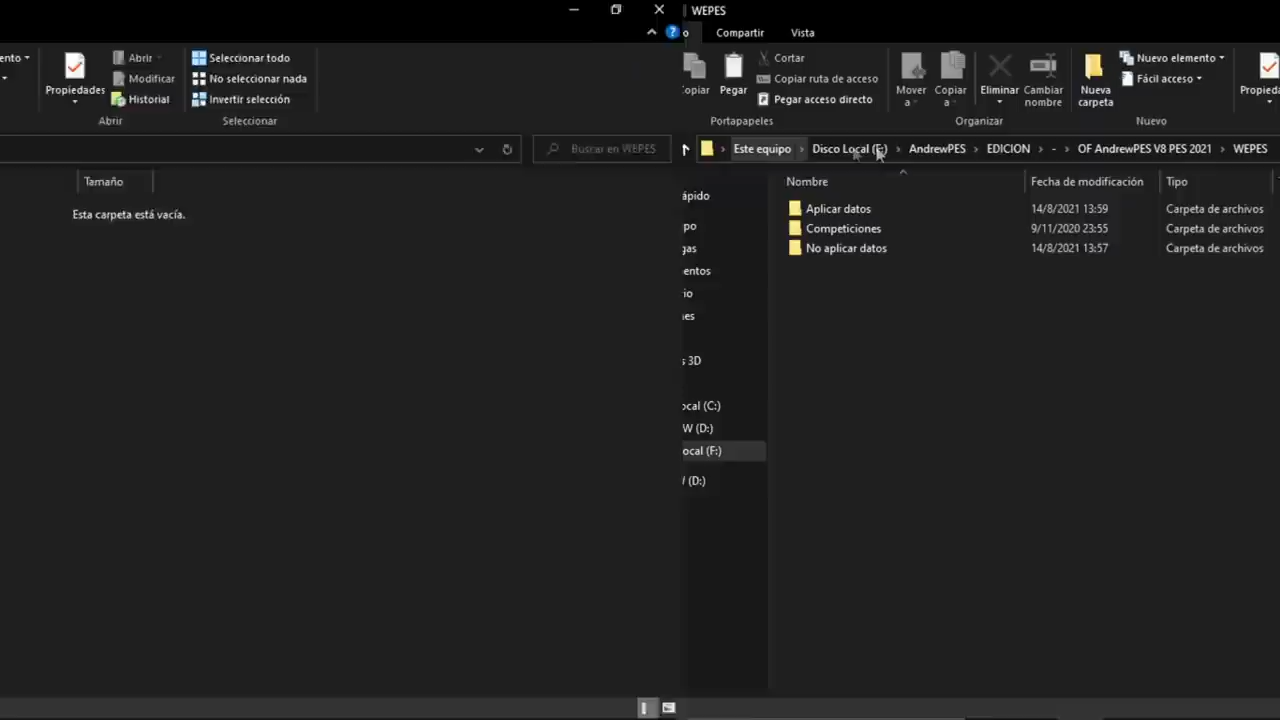 WEPES
o
Compartir
Vista
ento
Propiedades
Abrir
Modificar
Historial
Abrir
Seleccionar todo
No seleccionar nada
Invertir selección
Seleccionar
Copiar
Pegar
Cortar
Copiar ruta de acceso
Pegar acceso directo
Portapapeles
Mover a
Copiar a
Eliminar
Cambiar nombre
Organizar
Nueva carpeta
Nuevo elemento
Fácil acceso
Nuevo
Propieda
Buscar en WEPES
Este equipo › Disco Local (F:) › AndrewPES › EDICION › - › OF AndrewPES V8 PES 2021 › WEPES
Tamaño
Esta carpeta está vacía.
ápido
po
gas
entos
io
nes
s 3D
ocal (C:)
W (D:)
ocal (F:)
(D:)
Nombre Fecha de modificación Tipo
Aplicar datos 14/8/2021 13:59 Carpeta de archivos
Competiciones 9/11/2020 23:55 Carpeta de archivos
No aplicar datos 14/8/2021 13:57 Carpeta de archivos